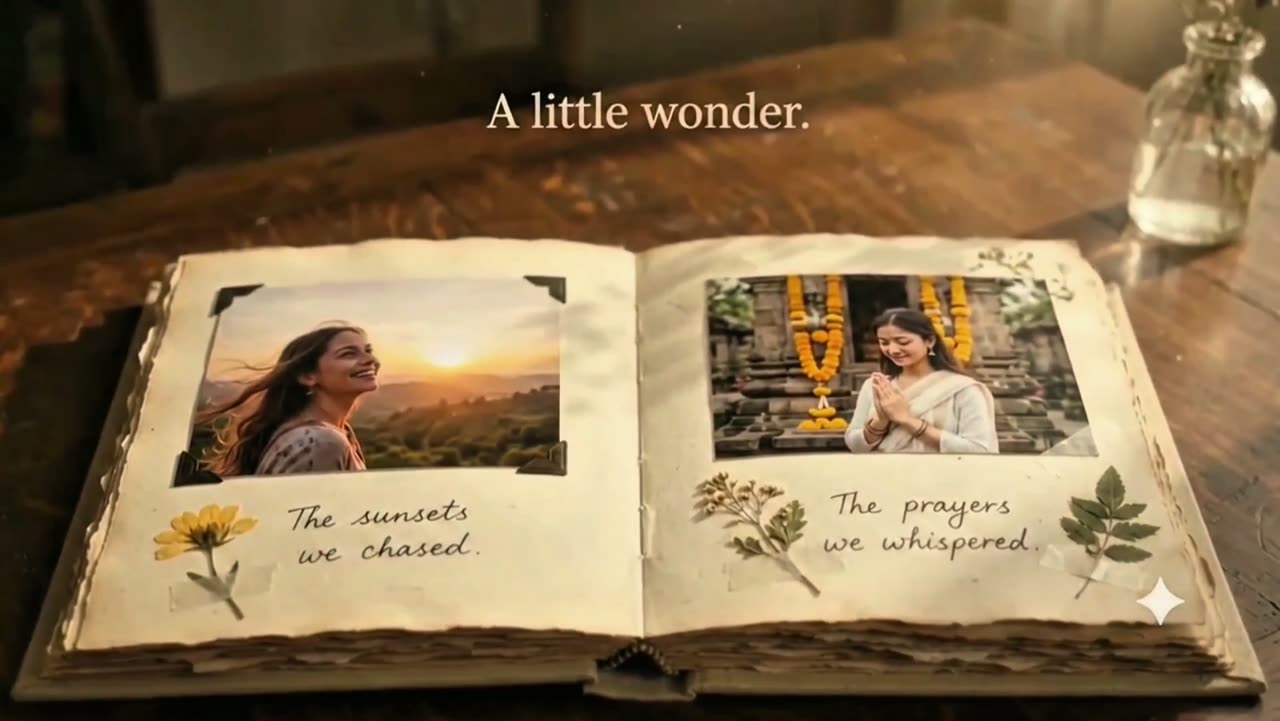 A little wonder.
The sunsets
we chased.
The prayers
we whispered.